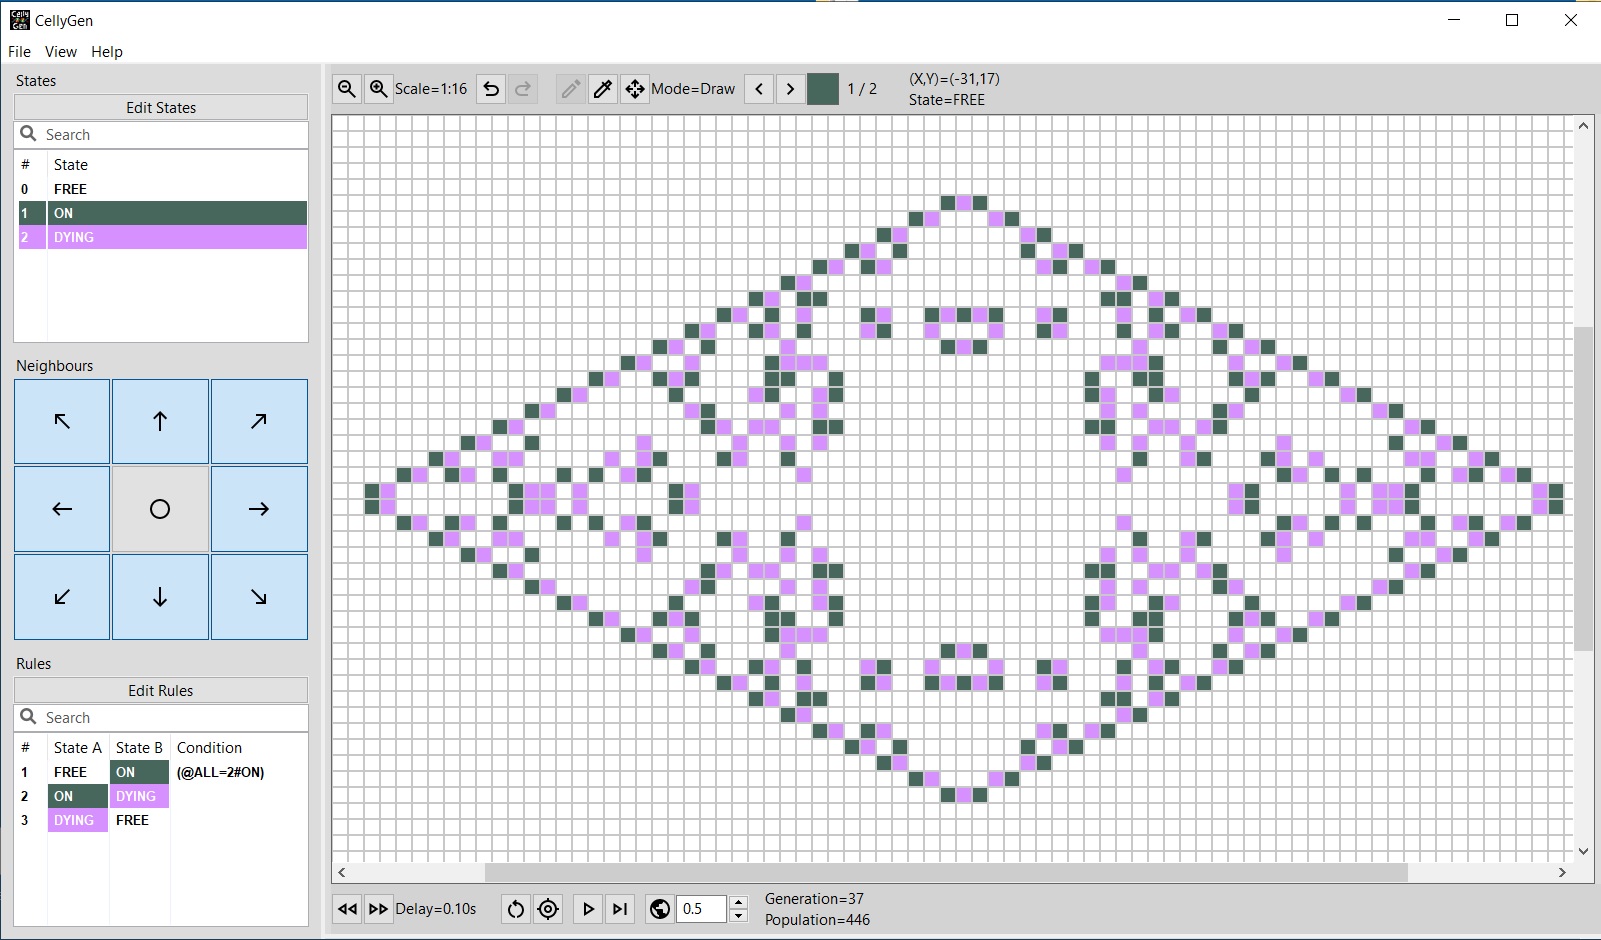 CellyGen
File View Help
States
Edit States
Search
# State
0 FREE
1 ON
2 DYING
Neighbours
Rules
Edit Rules
Search
# State A State B Condition
1 FREE ON (@ALL=2#ON)
2 ON DYING
3 DYING FREE
Scale=1:16 Mode=Draw 1 / 2
(X,Y)=(-31,17)
State=FREE
Delay=0.10s 0.5
Generation=37
Population=446